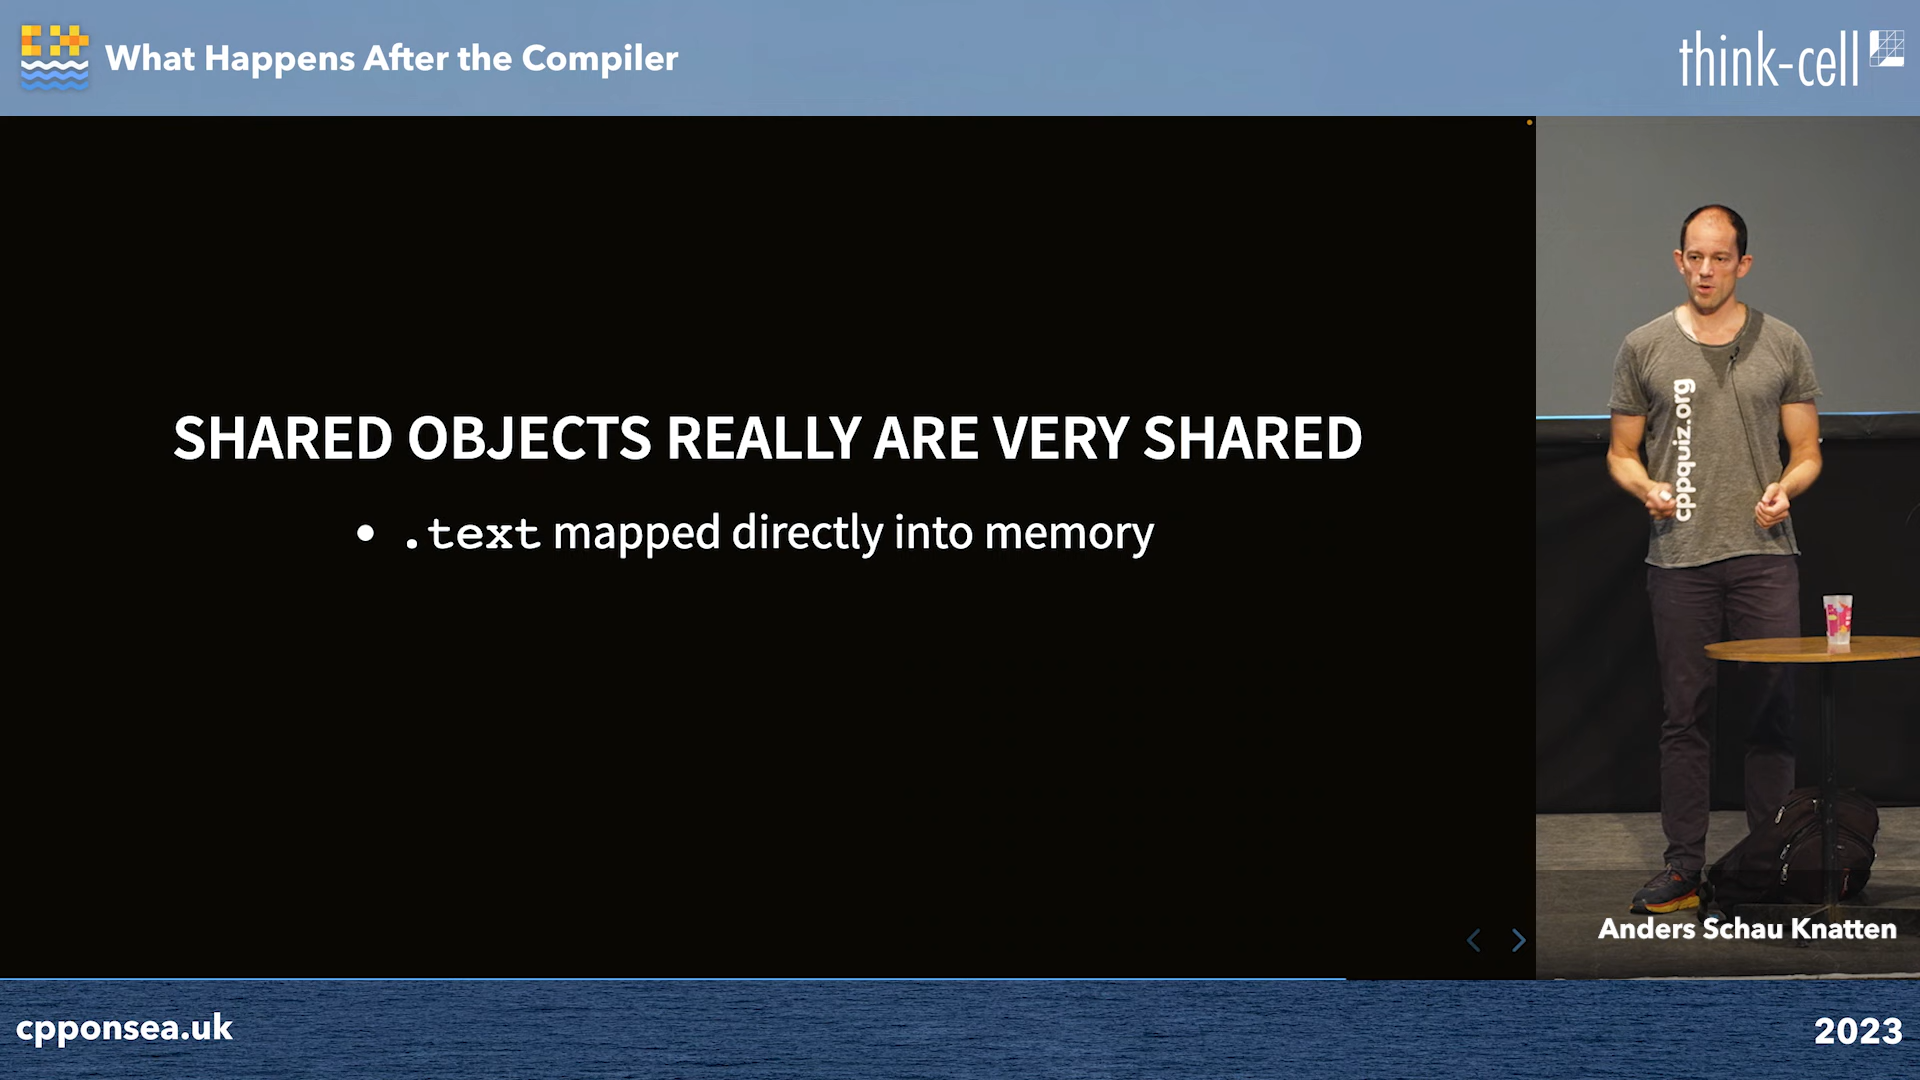 What Happens After the Compiler
think-cell
SHARED OBJECTS REALLY ARE VERY SHARED
• .text mapped directly into memory
cppquiz.org
Anders Schau Knatten
cpponsea.uk
2023